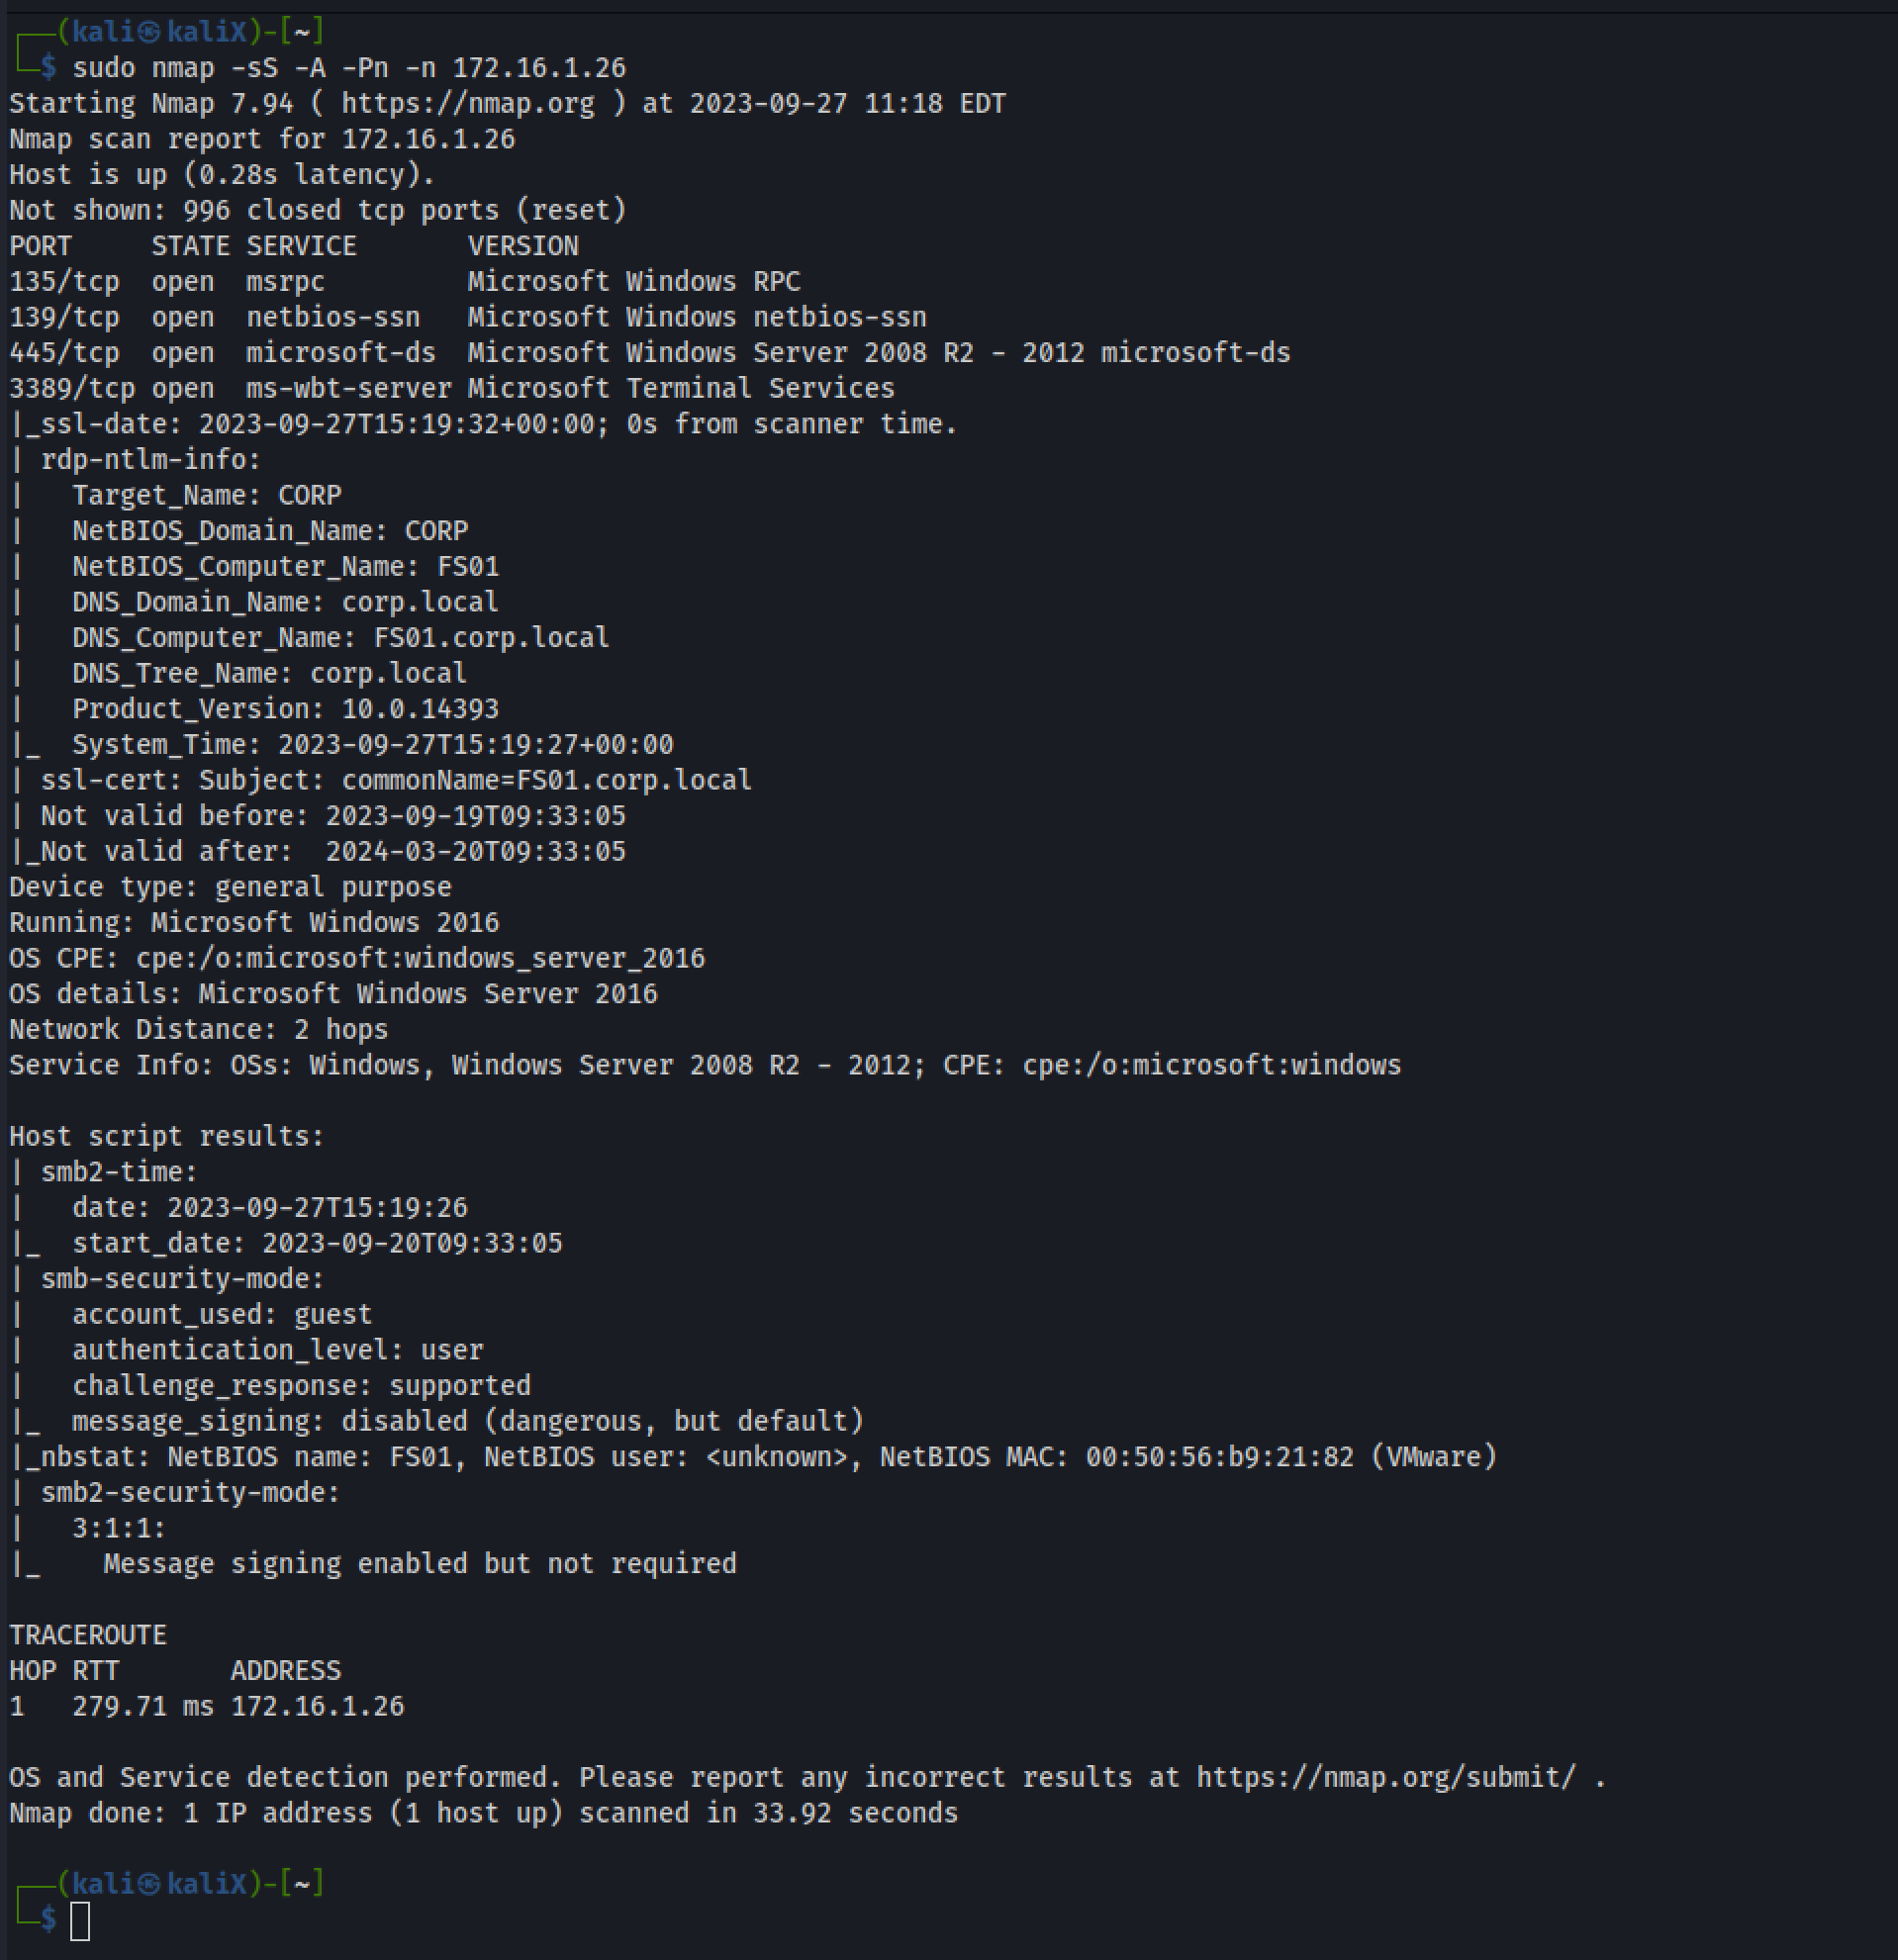 ┌──(kali㉿kaliX)-[~]
└─$ sudo nmap -sS -A -Pn -n 172.16.1.26
Starting Nmap 7.94 ( https://nmap.org ) at 2023-09-27 11:18 EDT
Nmap scan report for 172.16.1.26
Host is up (0.28s latency).
Not shown: 996 closed tcp ports (reset)
PORT     STATE SERVICE       VERSION
135/tcp  open  msrpc         Microsoft Windows RPC
139/tcp  open  netbios-ssn   Microsoft Windows netbios-ssn
445/tcp  open  microsoft-ds  Microsoft Windows Server 2008 R2 - 2012 microsoft-ds
3389/tcp open  ms-wbt-server Microsoft Terminal Services
|_ssl-date: 2023-09-27T15:19:32+00:00; 0s from scanner time.
| rdp-ntlm-info:
|   Target_Name: CORP
|   NetBIOS_Domain_Name: CORP
|   NetBIOS_Computer_Name: FS01
|   DNS_Domain_Name: corp.local
|   DNS_Computer_Name: FS01.corp.local
|   DNS_Tree_Name: corp.local
|   Product_Version: 10.0.14393
|_  System_Time: 2023-09-27T15:19:27+00:00
| ssl-cert: Subject: commonName=FS01.corp.local
| Not valid before: 2023-09-19T09:33:05
|_Not valid after:  2024-03-20T09:33:05
Device type: general purpose
Running: Microsoft Windows 2016
OS CPE: cpe:/o:microsoft:windows_server_2016
OS details: Microsoft Windows Server 2016
Network Distance: 2 hops
Service Info: OSs: Windows, Windows Server 2008 R2 - 2012; CPE: cpe:/o:microsoft:windows

Host script results:
| smb2-time:
|   date: 2023-09-27T15:19:26
|_  start_date: 2023-09-20T09:33:05
| smb-security-mode:
|   account_used: guest
|   authentication_level: user
|   challenge_response: supported
|_  message_signing: disabled (dangerous, but default)
|_nbstat: NetBIOS name: FS01, NetBIOS user: <unknown>, NetBIOS MAC: 00:50:56:b9:21:82 (VMware)
| smb2-security-mode:
|   3:1:1:
|_    Message signing enabled but not required

TRACEROUTE
HOP RTT       ADDRESS
1   279.71 ms 172.16.1.26

OS and Service detection performed. Please report any incorrect results at https://nmap.org/submit/ .
Nmap done: 1 IP address (1 host up) scanned in 33.92 seconds

┌──(kali㉿kaliX)-[~]
└─$